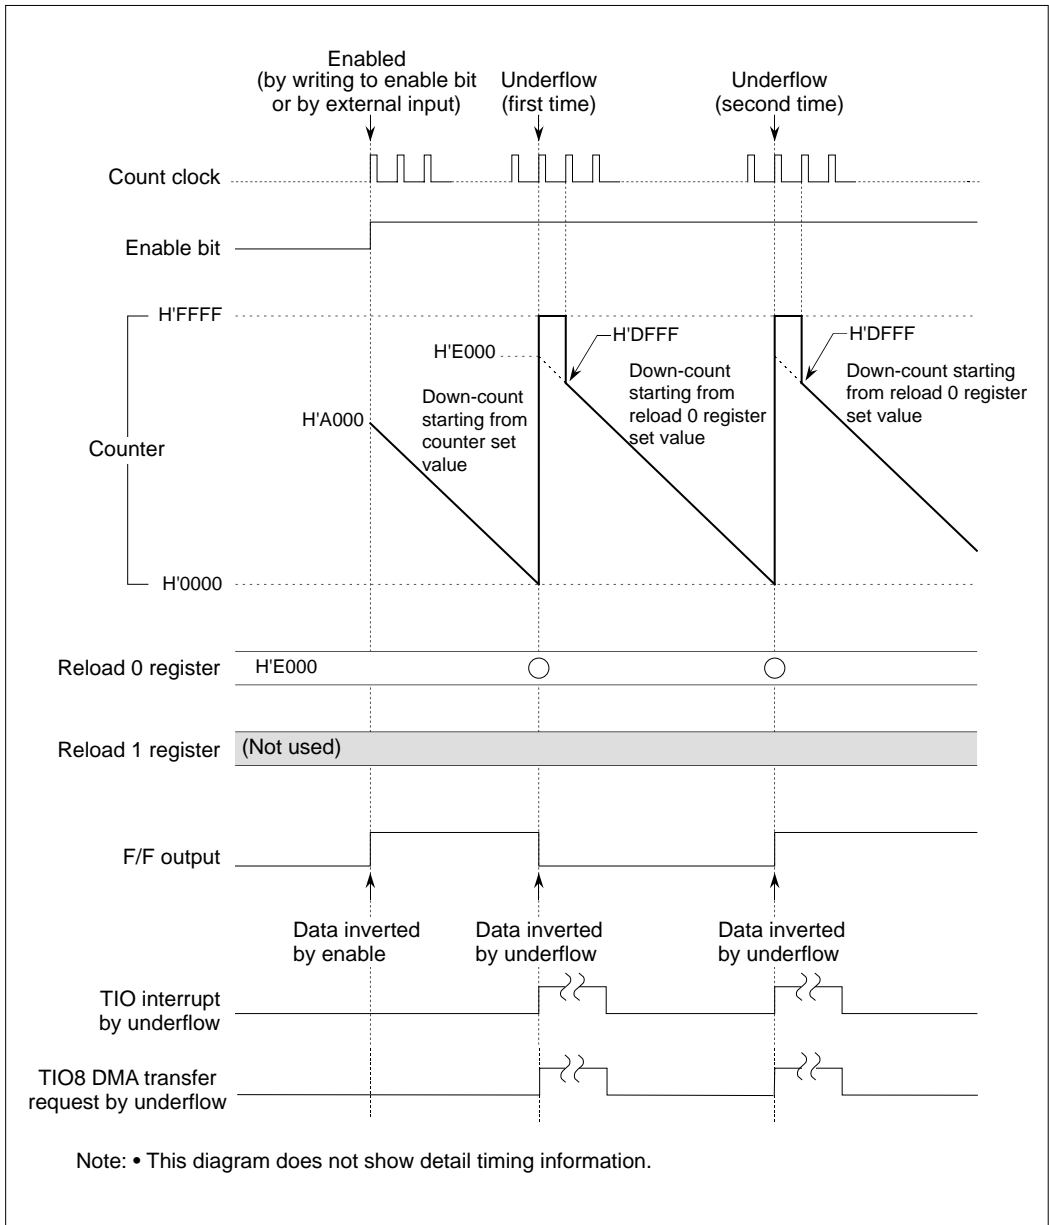 Enabled
(by writing to enable bit
or by external input)
Underflow
(first time)
Underflow
(second time)
Count clock
Enable bit
H'FFFF
H'DFFF
H'DFFF
H'E000
Down-count
starting from
reload 0 register
set value
Down-count starting
from reload 0 register
set value
Down-count
starting from
counter set
value
H'A000
Counter
H'0000
Reload 0 register
H'E000
Reload 1 register
(Not used)
F/F output
Data inverted
by enable
Data inverted
by underflow
Data inverted
by underflow
TIO interrupt
by underflow
TIO8 DMA transfer
request by underflow
Note: • This diagram does not show detail timing information.